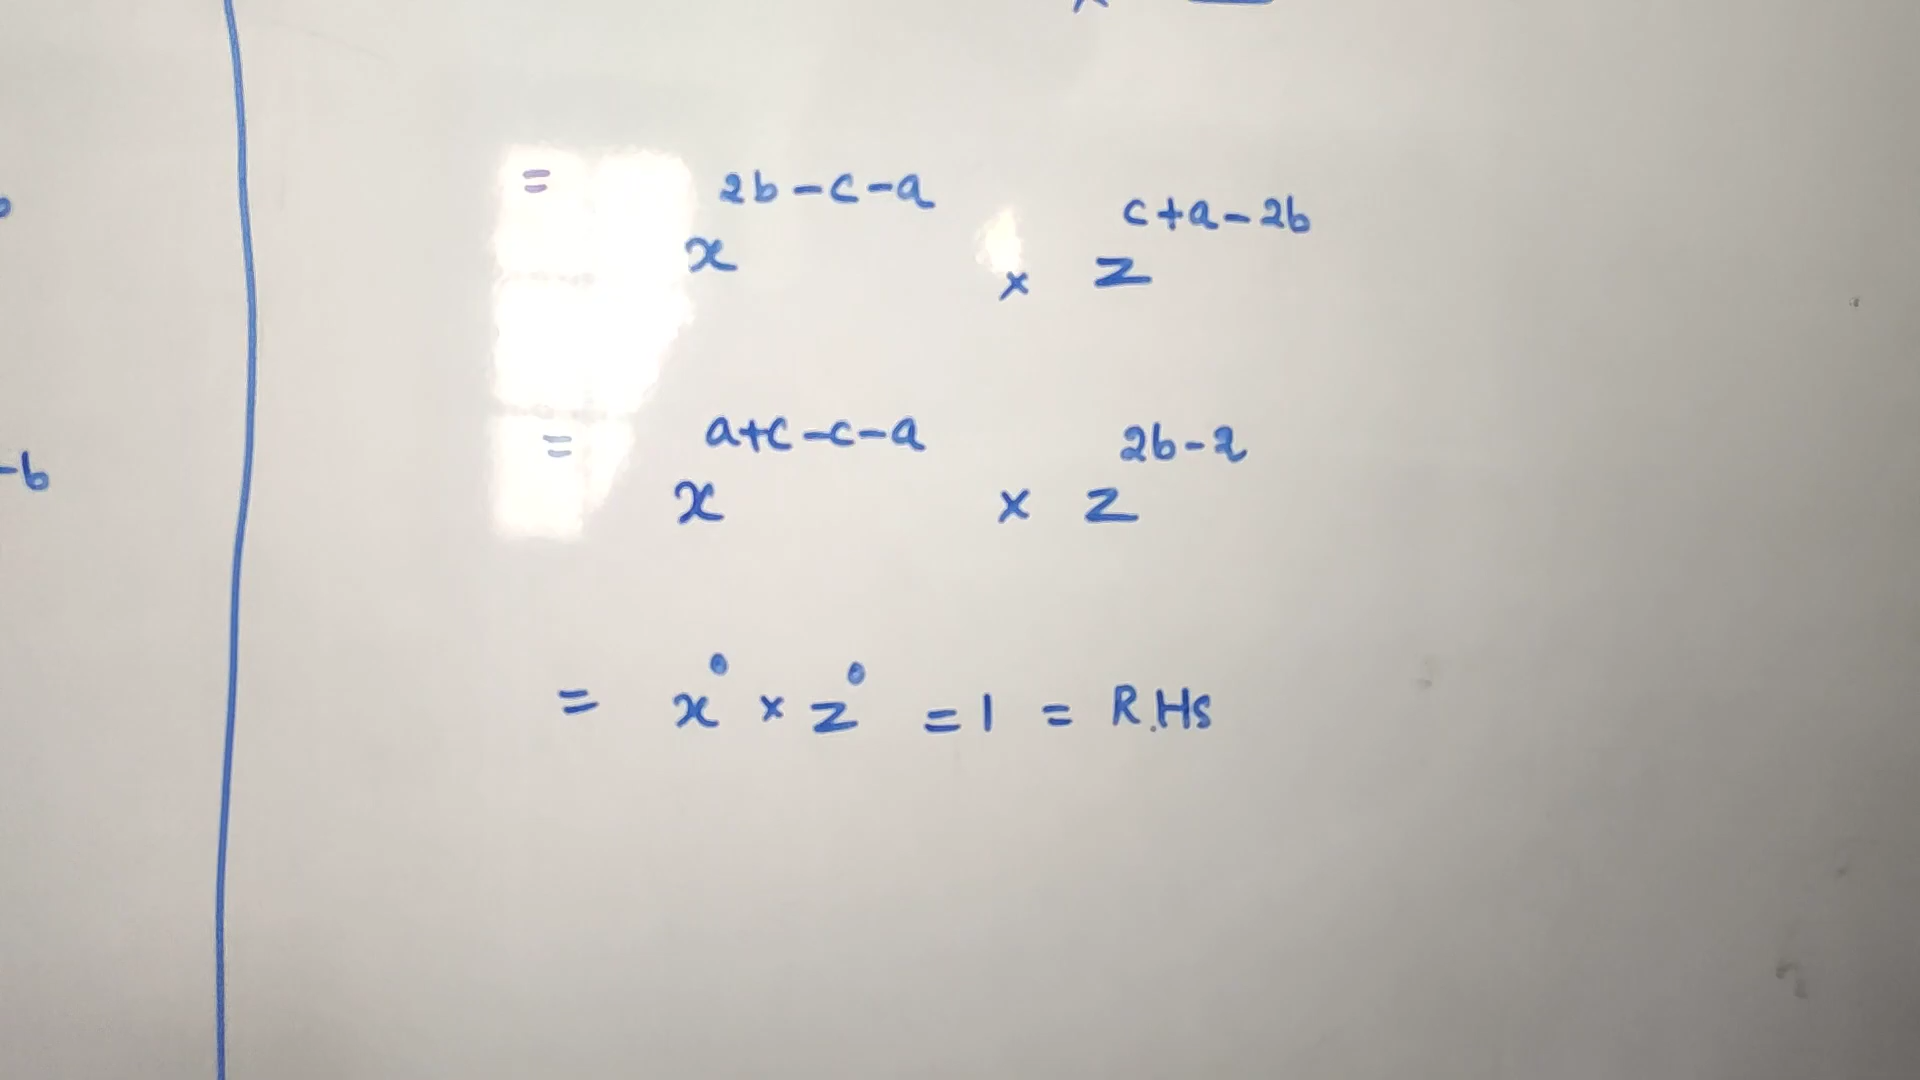 = x^{2b-c-a} × z^{c+a-2b}
-b
= x^{a+c-c-a} × z^{2b-2}
= x^0 × z^0 = 1 = R.Hs